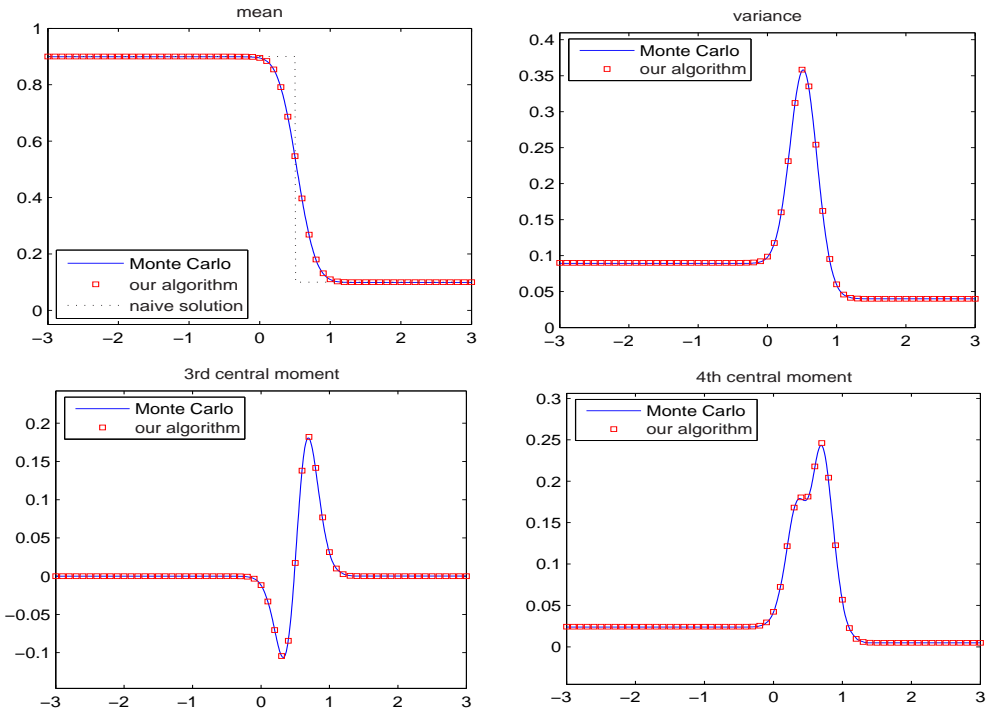 mean
1
0.8
0.6
0.4
0.2
0
Monte Carlo
our algorithm
naive solution
−3 −2 −1 0 1 2 3
variance
0.4
0.35
0.3
0.25
0.2
0.15
0.1
0.05
0
Monte Carlo
our algorithm
−3 −2 −1 0 1 2 3
3rd central moment
0.2
0.15
0.1
0.05
0
−0.05
−0.1
Monte Carlo
our algorithm
−3 −2 −1 0 1 2 3
4th central moment
0.3
0.25
0.2
0.15
0.1
0.05
0
Monte Carlo
our algorithm
−3 −2 −1 0 1 2 3